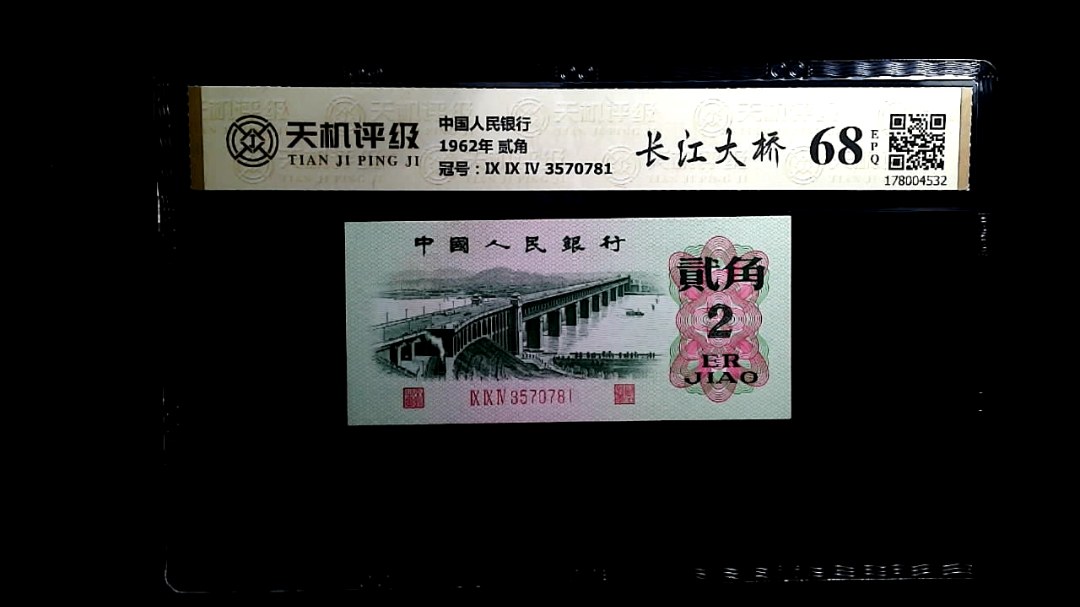 天机评级
TIAN JI PING JI
中国人民银行
1962年 贰角
冠号：IX IX IV 3570781
长江大桥
68
EPQ
178004532
中國人民銀行
貳角
2
ER
JIAO
IX IX IV 3570781